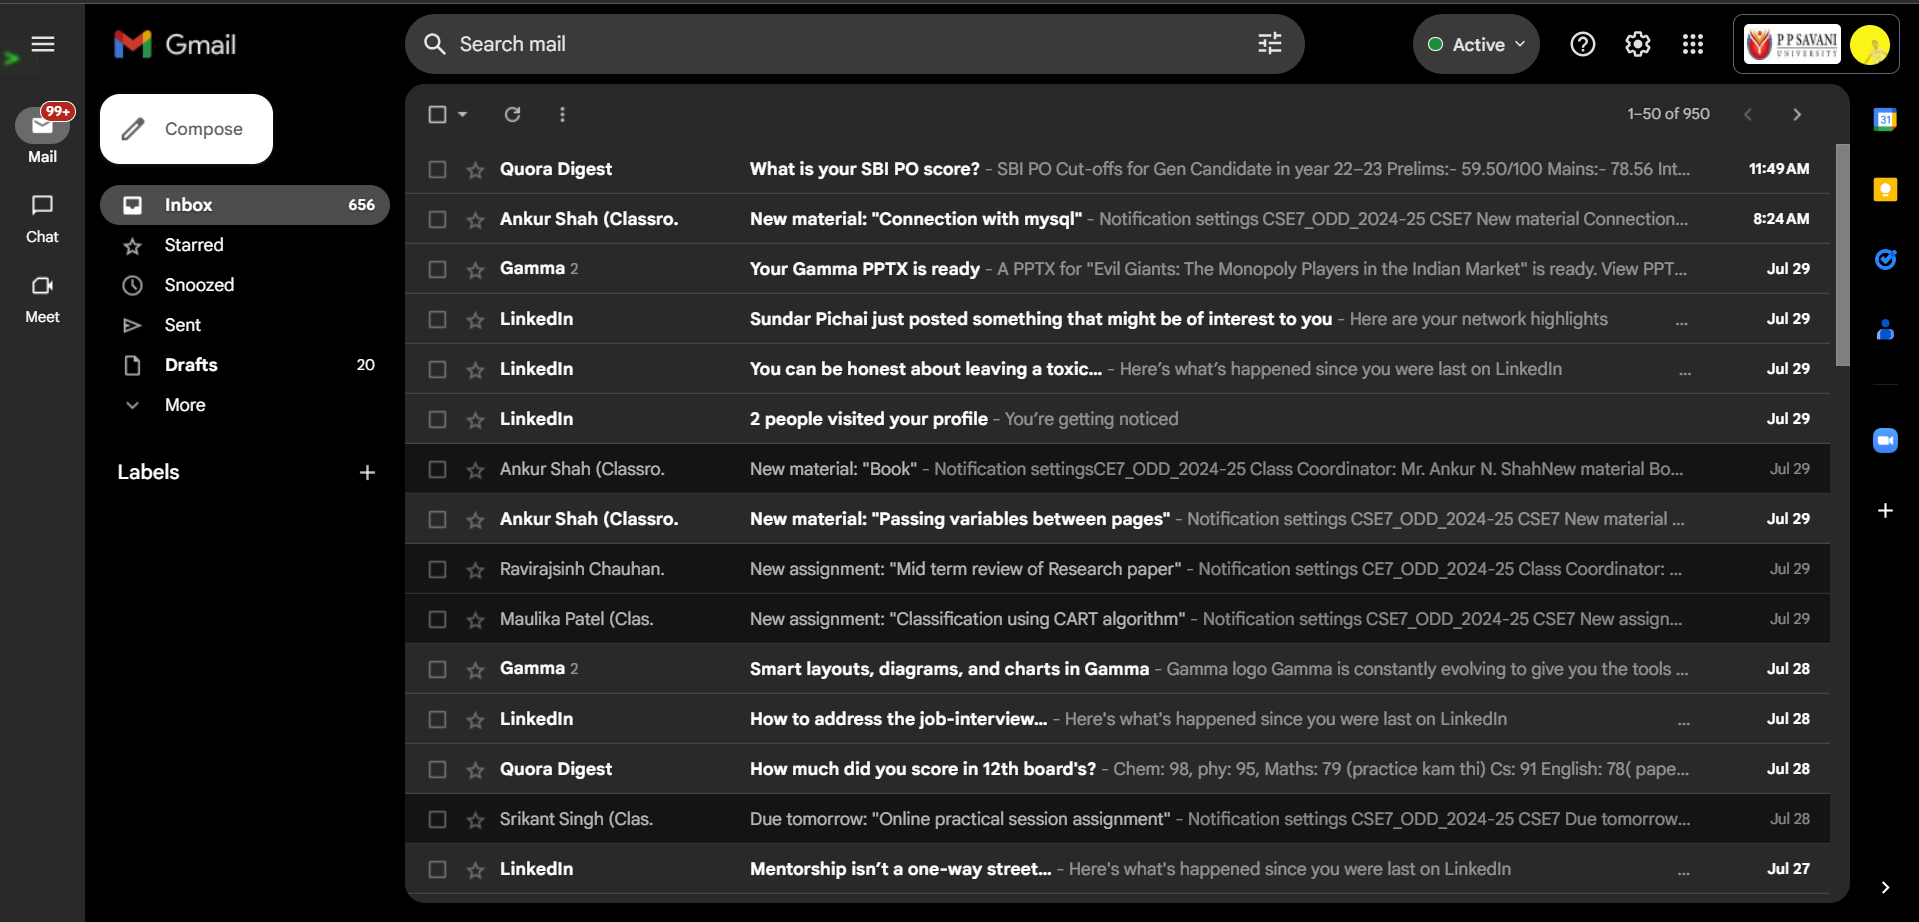 Gmail
Search mail
Active
P P SAVANI
UNIVERSITY
99+
Mail
Chat
Meet
Compose
Inbox 656
Starred
Snoozed
Sent
Drafts 20
More
Labels
1–50 of 950
31
Quora Digest What is your SBI PO score? - SBI PO Cut-offs for Gen Candidate in year 22–23 Prelims:- 59.50/100 Mains:- 78.56 Int... 11:49 AM
Ankur Shah (Classro. New material: "Connection with mysql" - Notification settings CSE7_ODD_2024-25 CSE7 New material Connection... 8:24 AM
Gamma 2 Your Gamma PPTX is ready - A PPTX for "Evil Giants: The Monopoly Players in the Indian Market" is ready. View PPT... Jul 29
LinkedIn Sundar Pichai just posted something that might be of interest to you - Here are your network highlights ... Jul 29
LinkedIn You can be honest about leaving a toxic... - Here’s what’s happened since you were last on LinkedIn ... Jul 29
LinkedIn 2 people visited your profile - You’re getting noticed Jul 29
Ankur Shah (Classro. New material: "Book" - Notification settingsCE7_ODD_2024-25 Class Coordinator: Mr. Ankur N. ShahNew material Bo... Jul 29
Ankur Shah (Classro. New material: "Passing variables between pages" - Notification settings CSE7_ODD_2024-25 CSE7 New material ... Jul 29
Ravirajsinh Chauhan. New assignment: "Mid term review of Research paper" - Notification settings CE7_ODD_2024-25 Class Coordinator: ... Jul 29
Maulika Patel (Clas. New assignment: "Classification using CART algorithm" - Notification settings CSE7_ODD_2024-25 CSE7 New assign... Jul 29
Gamma 2 Smart layouts, diagrams, and charts in Gamma - Gamma logo Gamma is constantly evolving to give you the tools ... Jul 28
LinkedIn How to address the job-interview... - Here's what's happened since you were last on LinkedIn ... Jul 28
Quora Digest How much did you score in 12th board's? - Chem: 98, phy: 95, Maths: 79 (practice kam thi) Cs: 91 English: 78( pape... Jul 28
Srikant Singh (Clas. Due tomorrow: "Online practical session assignment" - Notification settings CSE7_ODD_2024-25 CSE7 Due tomorrow... Jul 28
LinkedIn Mentorship isn’t a one-way street... - Here's what's happened since you were last on LinkedIn ... Jul 27